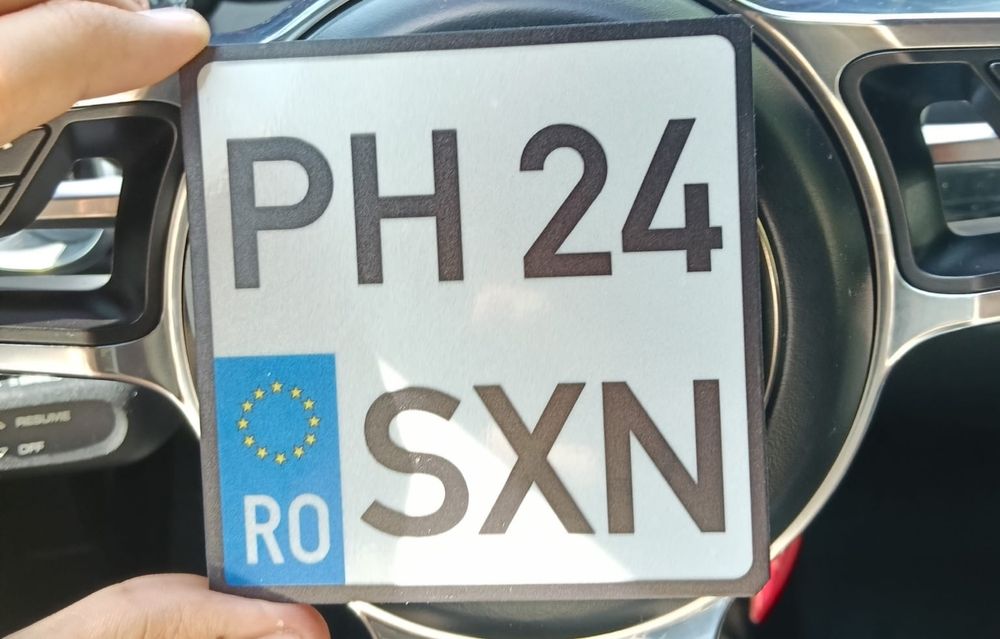 PH 24
SXN
RO
RESUME
OFF